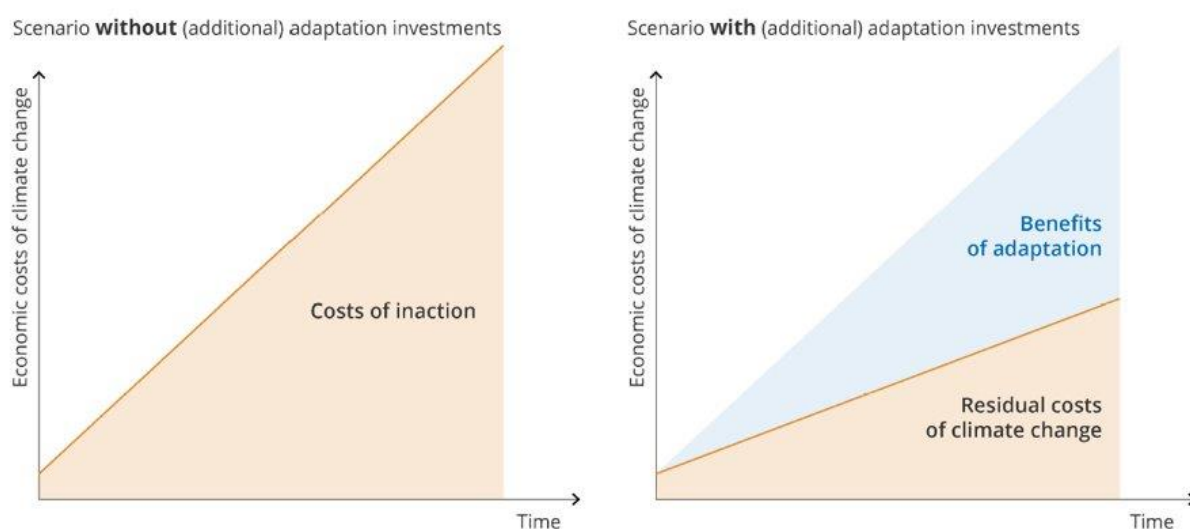 Scenario without (additional) adaptation investments
Economic costs of climate change
Costs of inaction
Time
Scenario with (additional) adaptation investments
Economic costs of climate change
Benefits
of adaptation
Residual costs
of climate change
Time